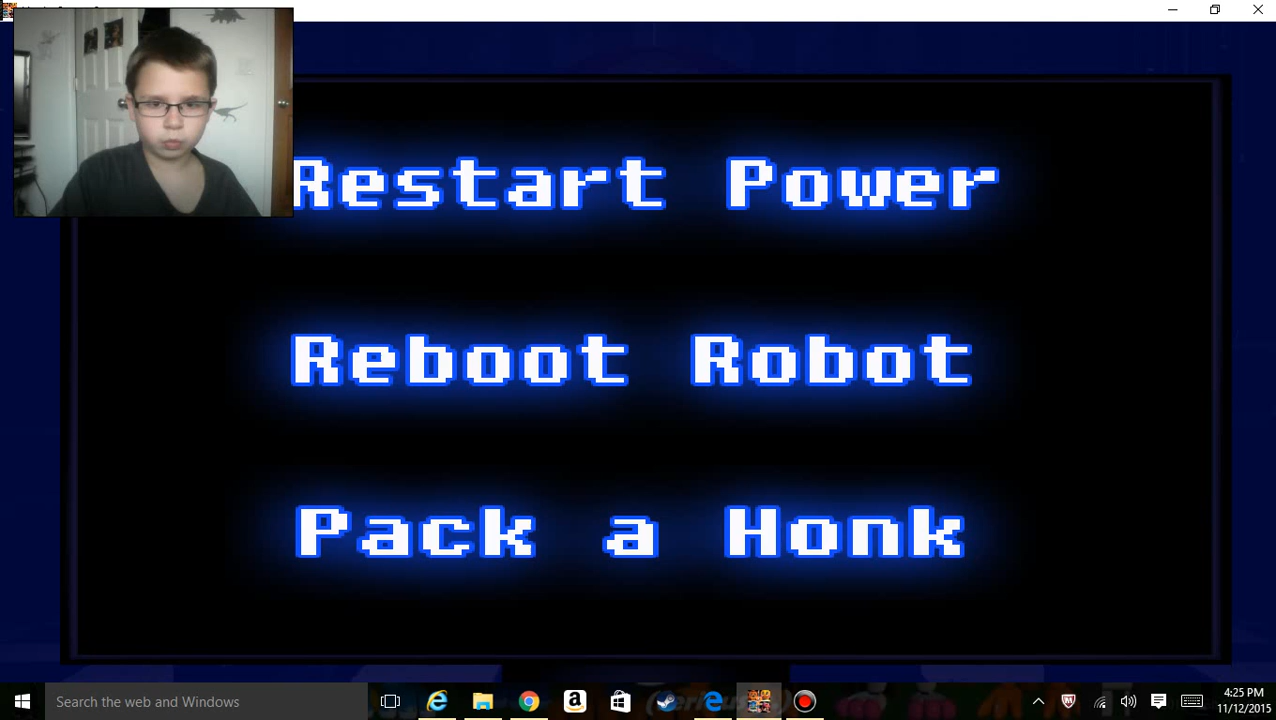 Restart Power
Reboot Robot
Pack a Honk
Search the web and Windows
4:25 PM
11/12/2015